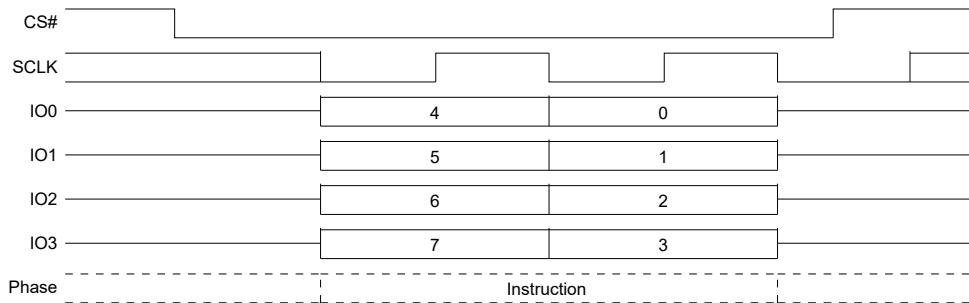 CS#
SCLK
IO0 4 0
IO1 5 1
IO2 6 2
IO3 7 3
Phase Instruction